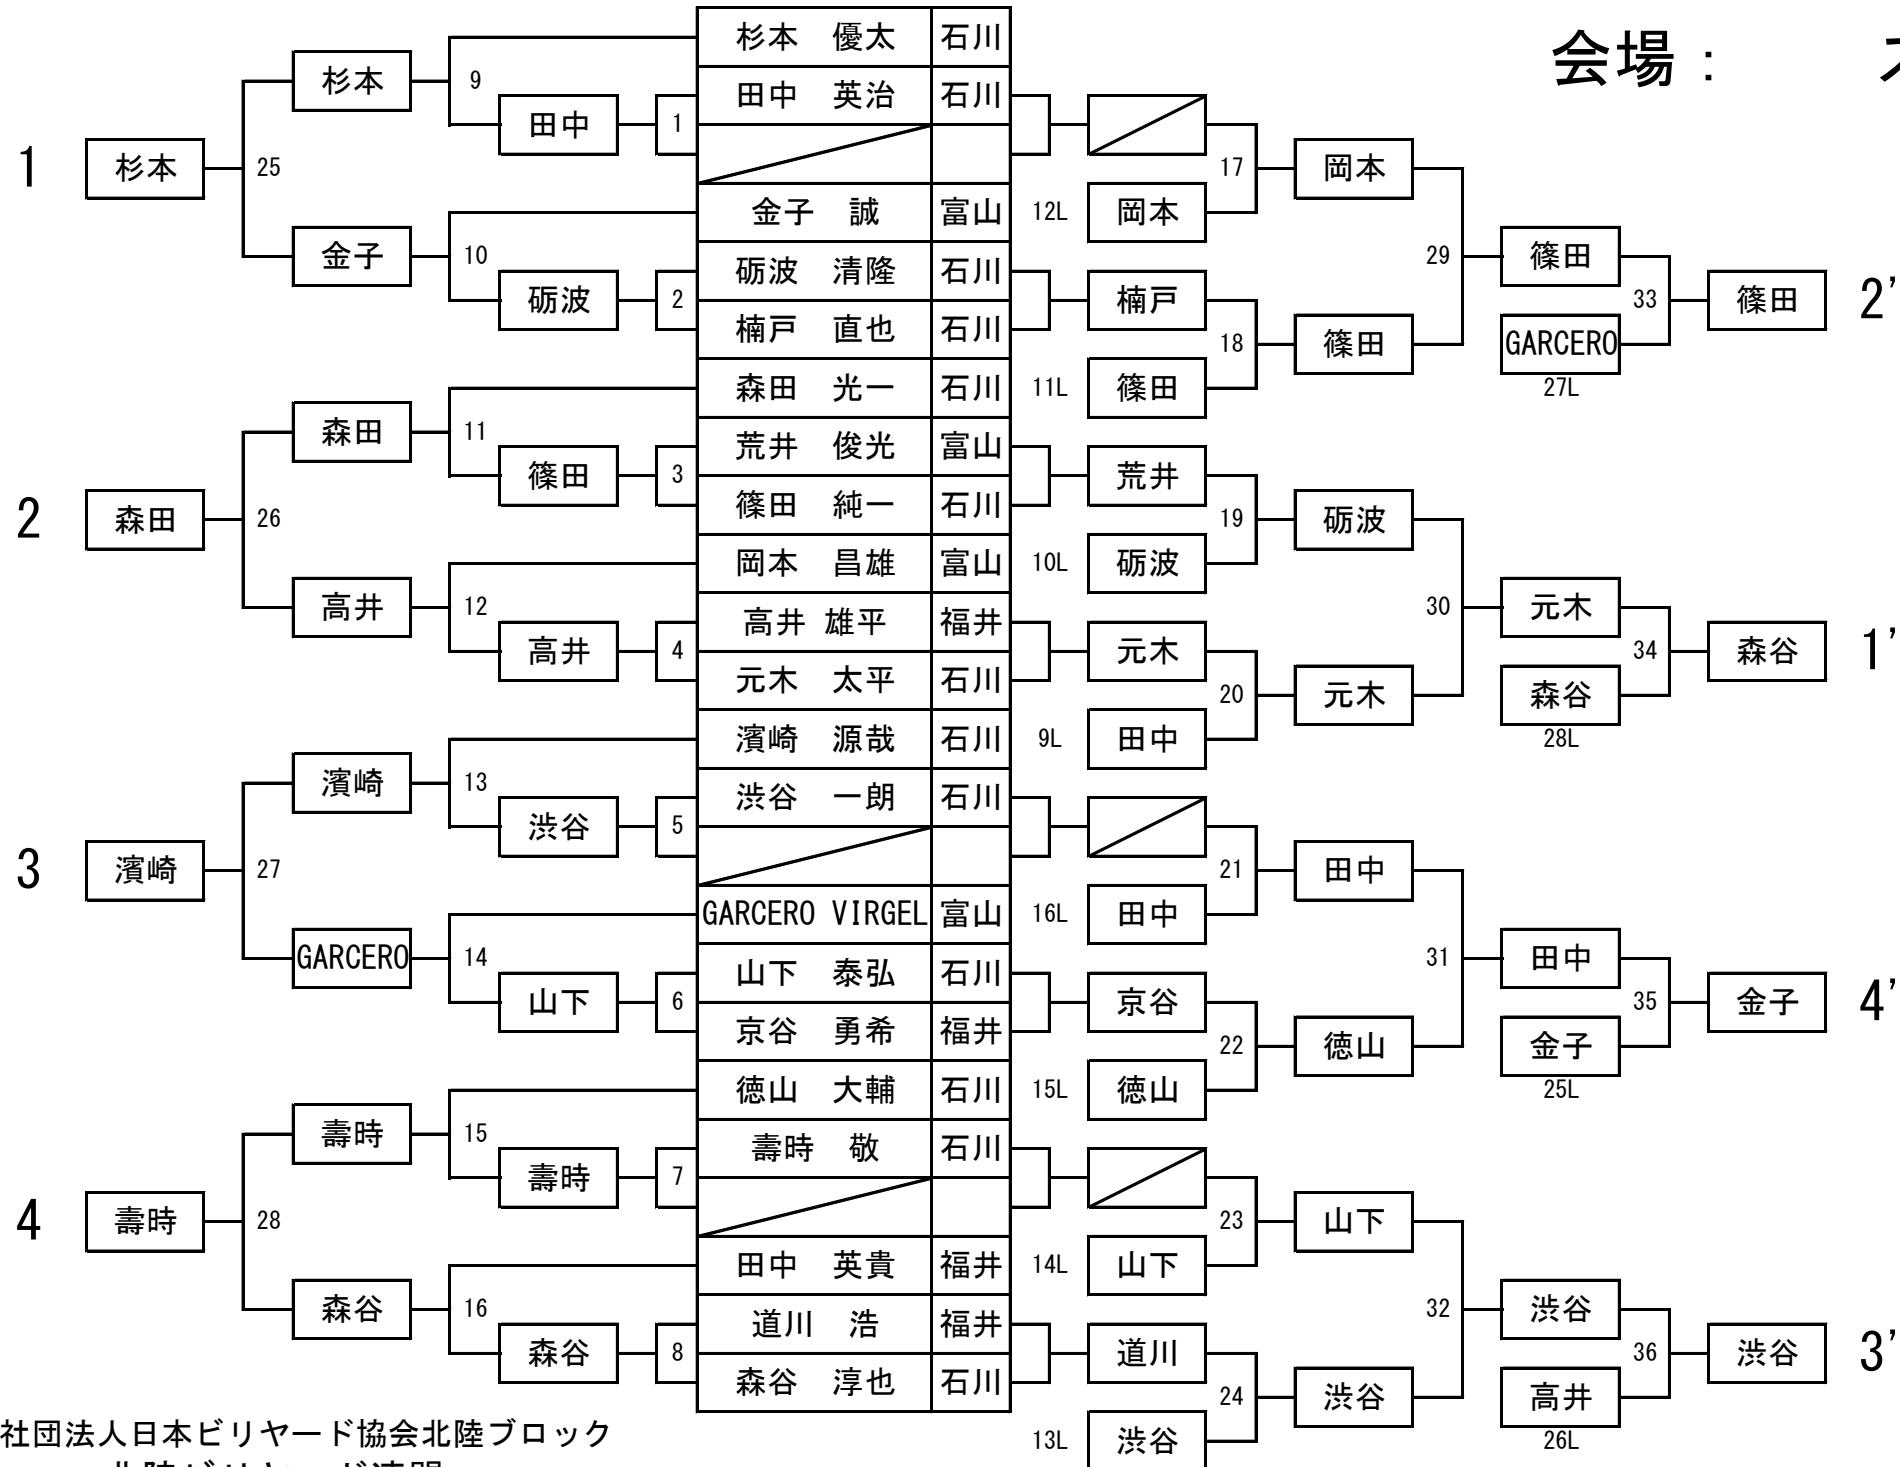 会場：
杉本　優太 石川
杉本 9 田中　英治 石川
田中 1
1 杉本 25 17 岡本
金子　誠 富山 12L 岡本
金子 10 砺波　清隆 石川 29 篠田
砺波 2 楠戸 33 篠田 2'
楠戸　直也 石川 18 篠田 GARCERO
森田　光一 石川 11L 篠田 27L
森田 11 荒井　俊光 富山
篠田 3 荒井
2 森田 26 篠田　純一 石川 19 砺波
岡本　昌雄 富山 10L 砺波
高井 12 高井 雄平 福井 30 元木
高井 4 元木 34 森谷 1'
元木　太平 石川 20 元木 森谷
濱崎　源哉 石川 9L 田中 28L
濱崎 13 渋谷　一朗 石川
渋谷 5
3 濱崎 27 21 田中
GARCERO VIRGEL 富山 16L 田中
GARCERO 14 山下　泰弘 石川 31 田中
山下 6 京谷 35 金子 4'
京谷　勇希 福井 22 徳山 金子
徳山　大輔 石川 15L 徳山 25L
壽時 15 壽時　敬 石川
壽時 7
4 壽時 28 23 山下
田中　英貴 福井 14L 山下
森谷 16 道川　浩 福井 32 渋谷
森谷 8 道川 36 渋谷 3'
森谷　淳也 石川 24 渋谷 高井
社団法人日本ビリヤード協会北陸ブロック 13L 渋谷 26L